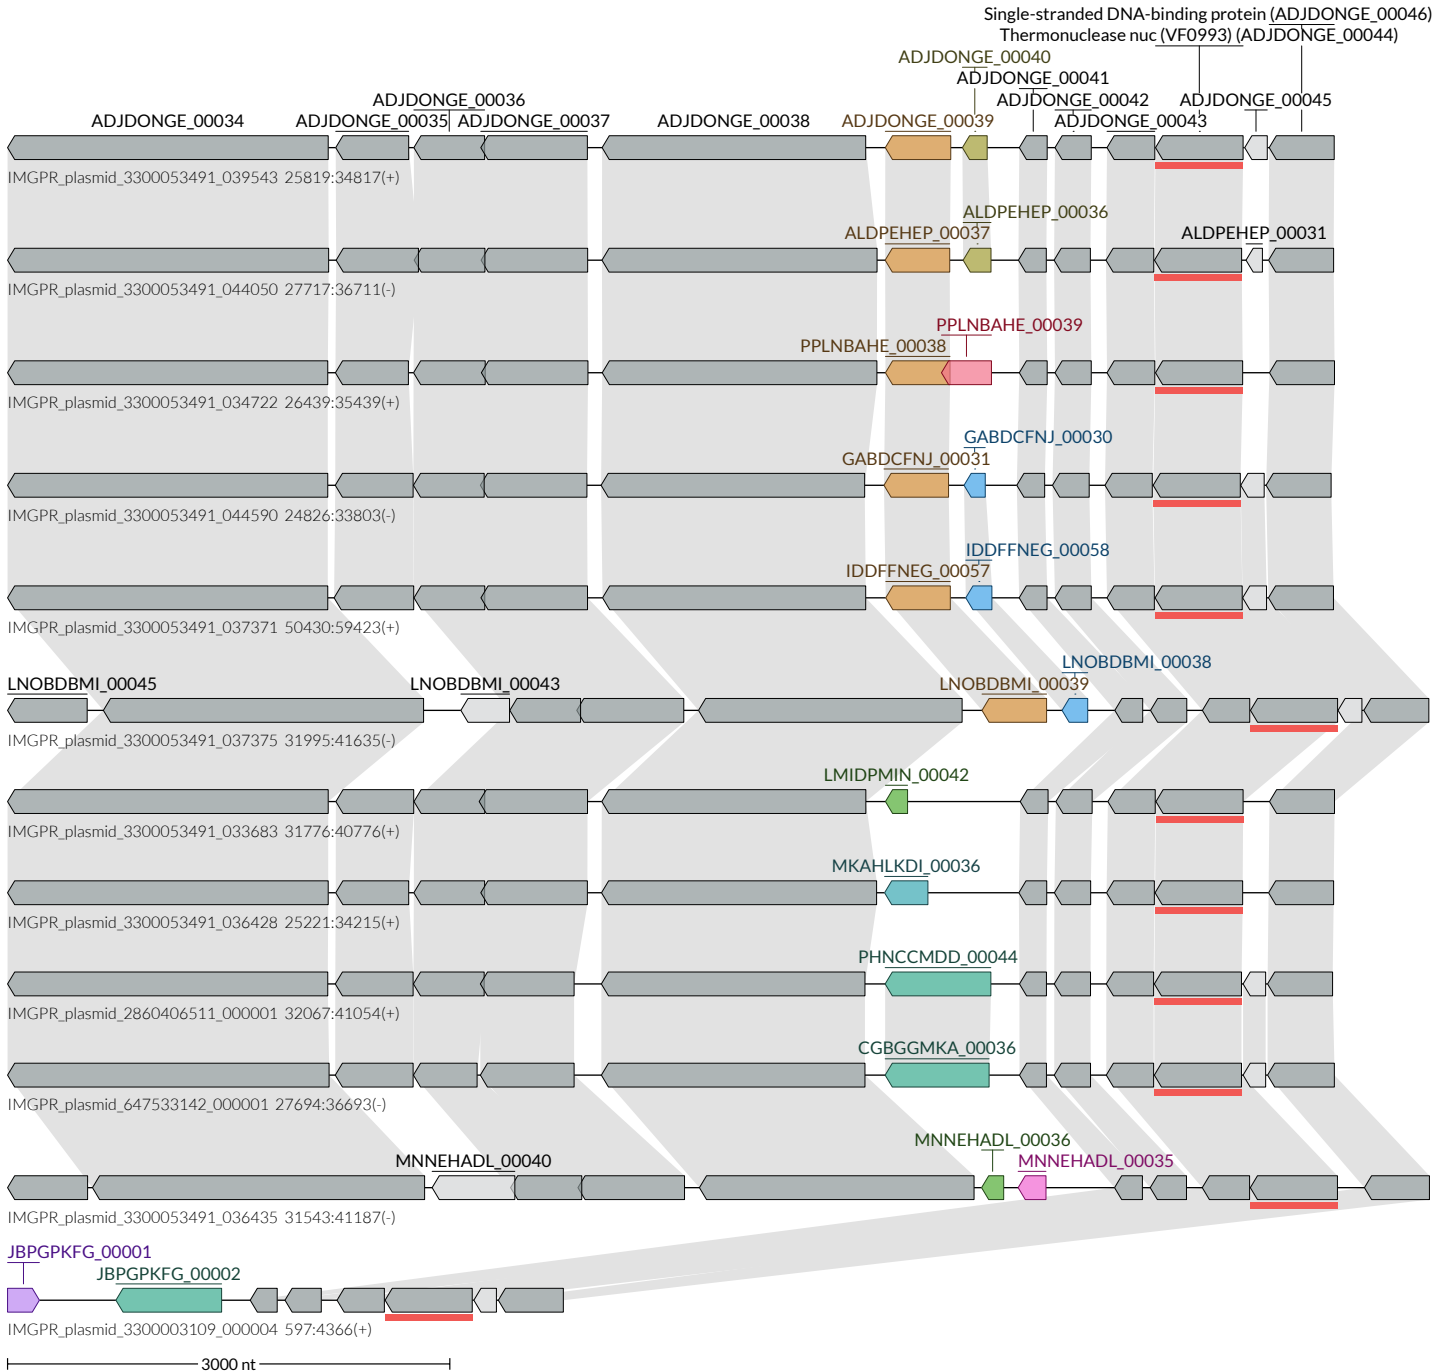 Single-stranded DNA-binding protein (ADJDONGE_00046)
Thermonuclease nuc (VF0993) (ADJDONGE_00044)
ADJDONGE_00040
ADJDONGE_00041
ADJDONGE_00036 ADJDONGE_00042 ADJDONGE_00045
ADJDONGE_00034 ADJDONGE_00035 ADJDONGE_00037 ADJDONGE_00038 ADJDONGE_00039 ADJDONGE_00043
IMGPR_plasmid_3300053491_039543 25819:34817(+)
ALDPEHEP_00036
ALDPEHEP_00037 ALDPEHEP_00031
IMGPR_plasmid_3300053491_044050 27717:36711(-)
PPLNBAHE_00039
PPLNBAHE_00038
IMGPR_plasmid_3300053491_034722 26439:35439(+)
GABDCFNJ_00030
GABDCFNJ_00031
IMGPR_plasmid_3300053491_044590 24826:33803(-)
IDDFFNEG_00058
IDDFFNEG_00057
IMGPR_plasmid_3300053491_037371 50430:59423(+)
LNOBDBMI_00038
LNOBDBMI_00045 LNOBDBMI_00043 LNOBDBMI_00039
IMGPR_plasmid_3300053491_037375 31995:41635(-)
LMIDPMIN_00042
IMGPR_plasmid_3300053491_033683 31776:40776(+)
MKAHLKDI_00036
IMGPR_plasmid_3300053491_036428 25221:34215(+)
PHNCCMDD_00044
IMGPR_plasmid_2860406511_000001 32067:41054(+)
CGBGGMKA_00036
IMGPR_plasmid_647533142_000001 27694:36693(-)
MNNEHADL_00036
MNNEHADL_00040 MNNEHADL_00035
IMGPR_plasmid_3300053491_036435 31543:41187(-)
JBPGPKFG_00001
JBPGPKFG_00002
IMGPR_plasmid_3300003109_000004 597:4366(+)
3000 nt